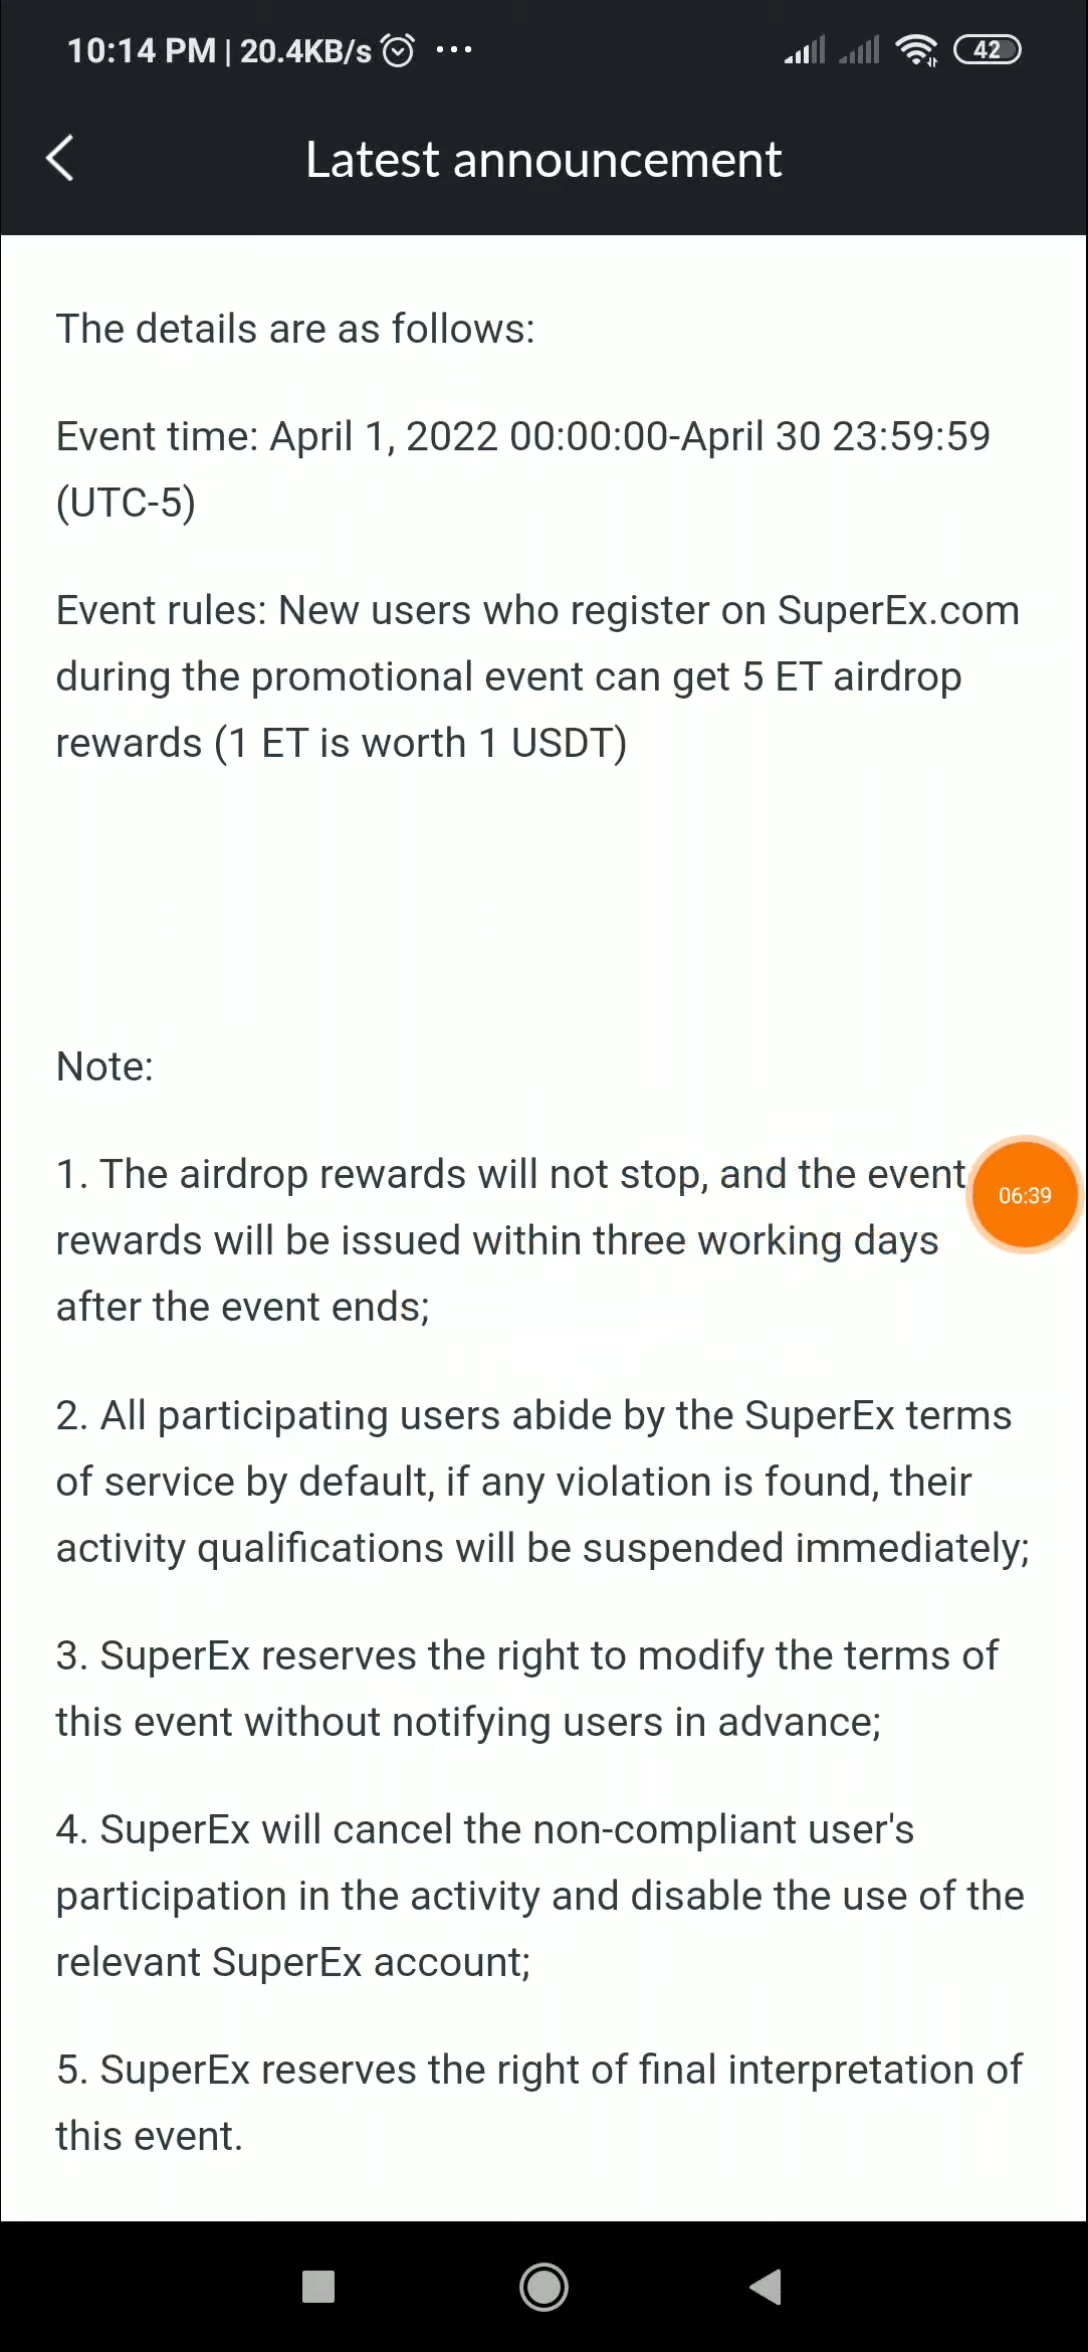 10:14 PM | 20.4KB/s ...
42
Latest announcement
The details are as follows:
Event time: April 1, 2022 00:00:00-April 30 23:59:59
(UTC-5)
Event rules: New users who register on SuperEx.com
during the promotional event can get 5 ET airdrop
rewards (1 ET is worth 1 USDT)
Note:
1. The airdrop rewards will not stop, and the event
06:39
rewards will be issued within three working days
after the event ends;
2. All participating users abide by the SuperEx terms
of service by default, if any violation is found, their
activity qualifications will be suspended immediately;
3. SuperEx reserves the right to modify the terms of
this event without notifying users in advance;
4. SuperEx will cancel the non-compliant user's
participation in the activity and disable the use of the
relevant SuperEx account;
5. SuperEx reserves the right of final interpretation of
this event.